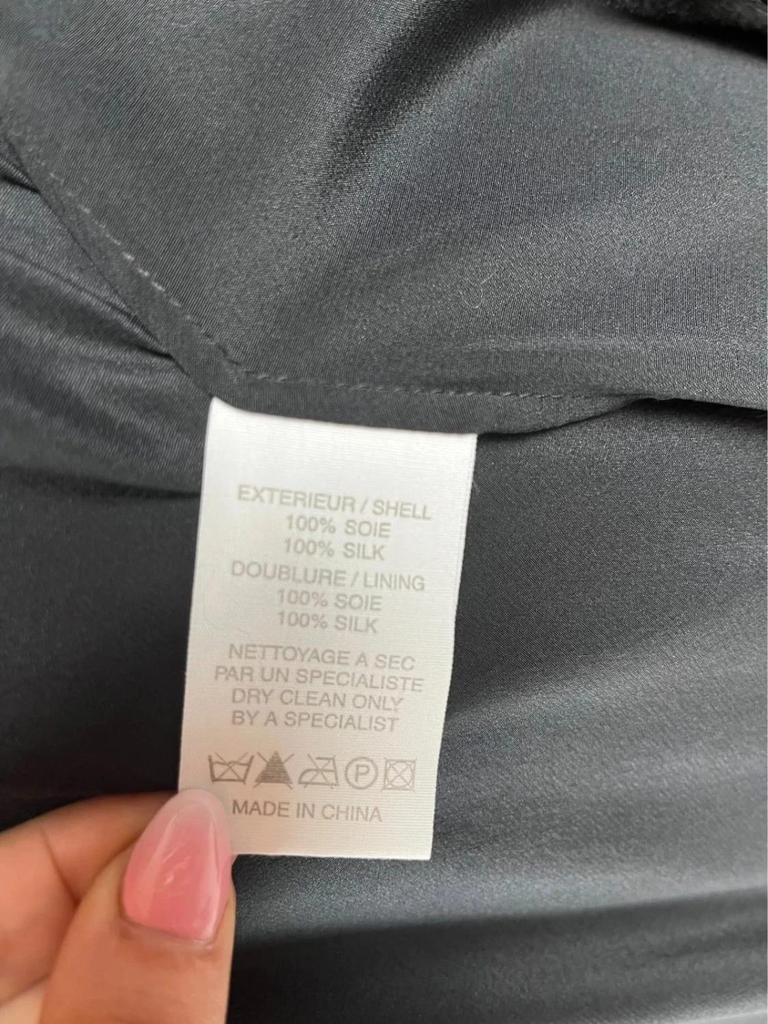 EXTERIEUR / SHELL
100% SOIE
100% SILK
DOUBLURE / LINING
100% SOIE
100% SILK
NETTOYAGE A SEC
PAR UN SPECIALISTE
DRY CLEAN ONLY
BY A SPECIALIST
P
MADE IN CHINA